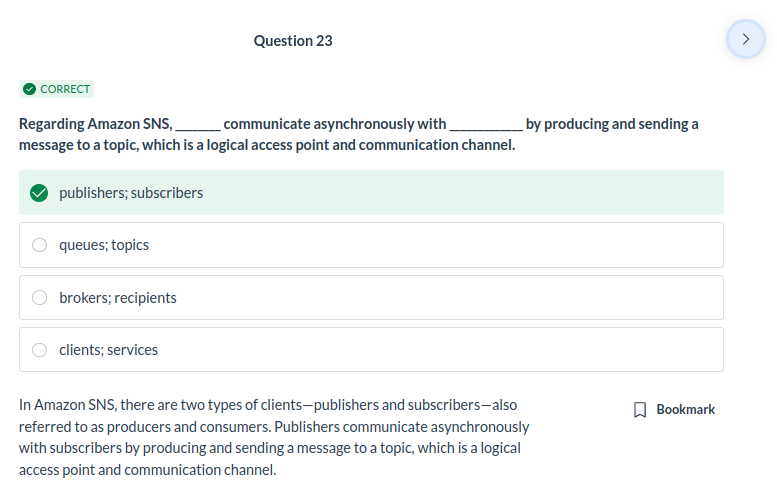 Question 23
CORRECT
Regarding Amazon SNS, _______ communicate asynchronously with ____________ by producing and sending a
message to a topic, which is a logical access point and communication channel.
publishers; subscribers
queues; topics
brokers; recipients
clients; services
In Amazon SNS, there are two types of clients—publishers and subscribers—also
referred to as producers and consumers. Publishers communicate asynchronously
with subscribers by producing and sending a message to a topic, which is a logical
access point and communication channel.
Bookmark